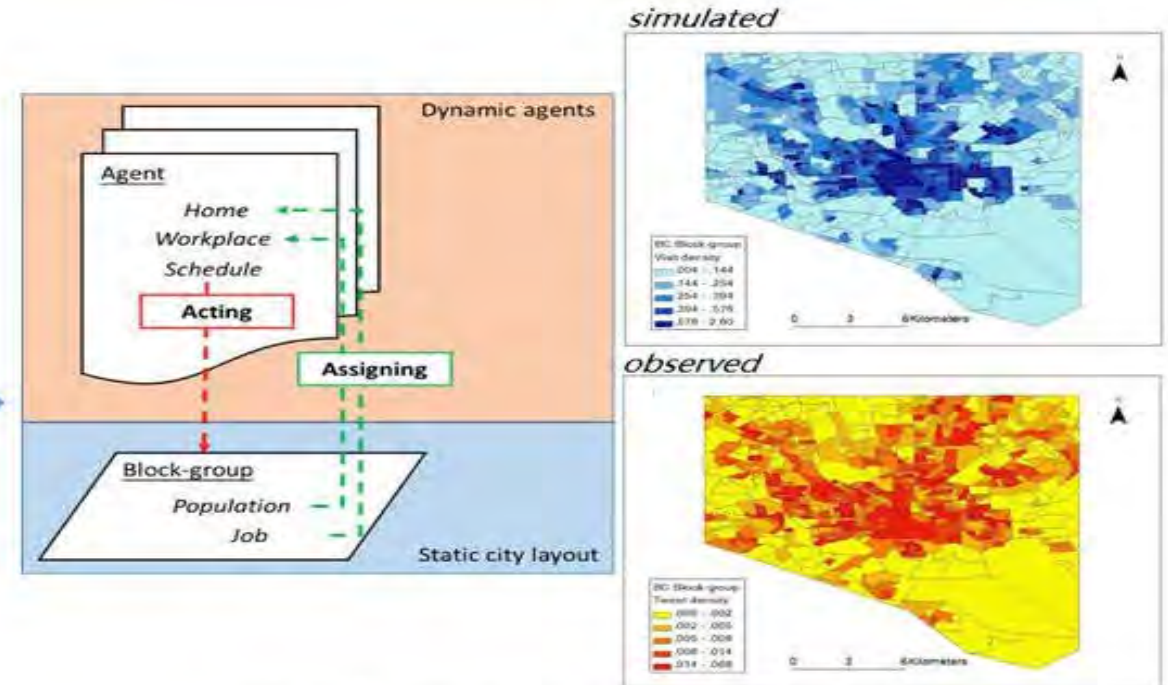 Dynamic agents
Agent
Home
Workplace
Schedule
Acting
Assigning
Block-group
Population
Job
Static city layout
simulated
BC Block-group
Visit density
.004 - .144
.144 - .254
.254 - .394
.394 - .576
.576 - 2.60
0 3 6 Kilometers
observed
BC Block-group
Tweet density
.000 - .002
.002 - .005
.005 - .008
.008 - .014
.014 - .068
0 3 6 Kilometers